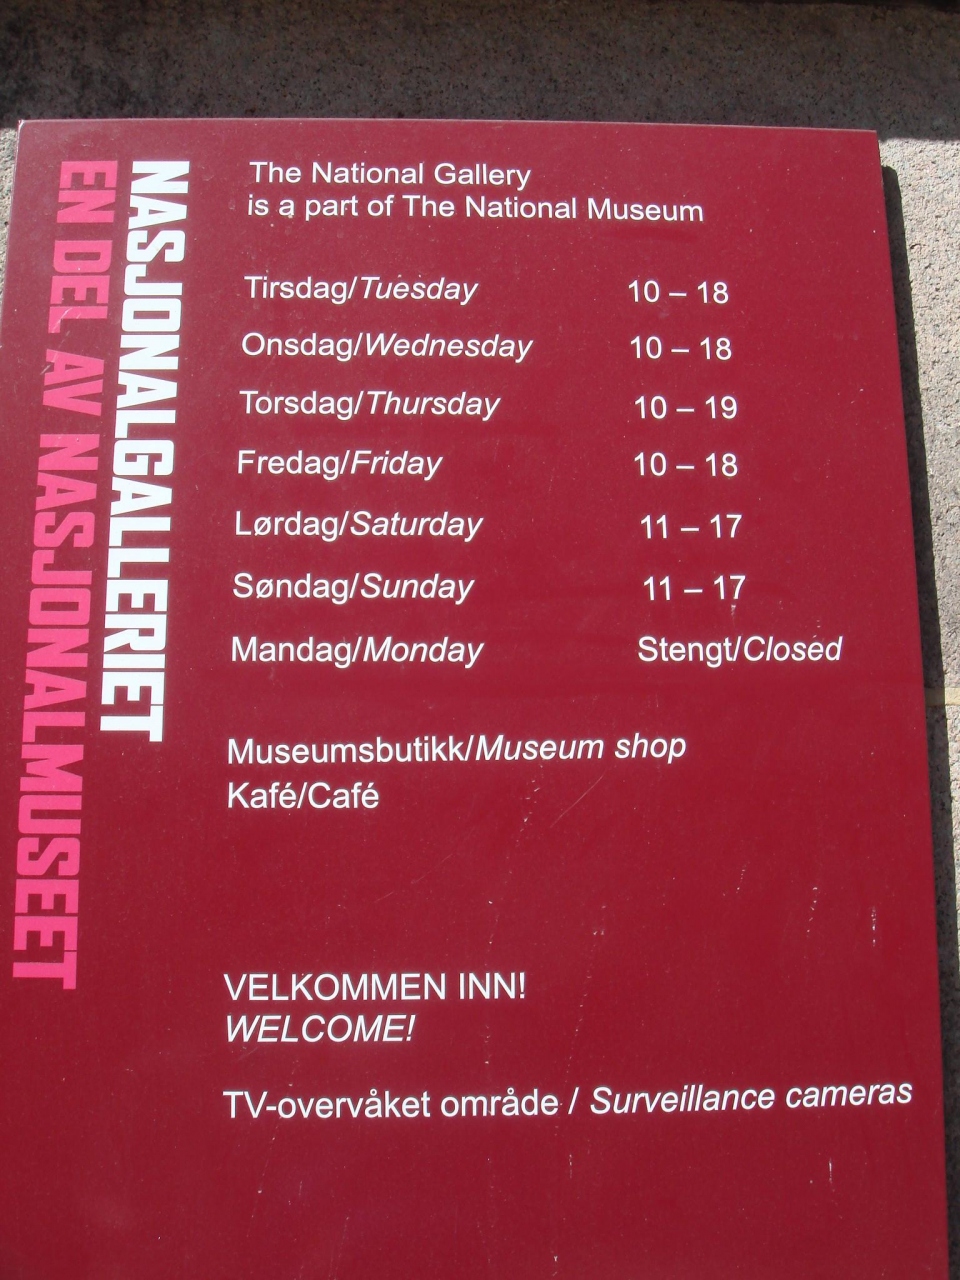 NASJONALGALLERIET
EN DEL AV NASJONALMUSEET
The National Gallery
is a part of The National Museum
Tirsdag/Tuesday 10 – 18
Onsdag/Wednesday 10 – 18
Torsdag/Thursday 10 – 19
Fredag/Friday 10 – 18
Lørdag/Saturday 11 – 17
Søndag/Sunday 11 – 17
Mandag/Monday Stengt/Closed
Museumsbutikk/Museum shop
Kafé/Café
VELKOMMEN INN!
WELCOME!
TV-overvåket område / Surveillance cameras